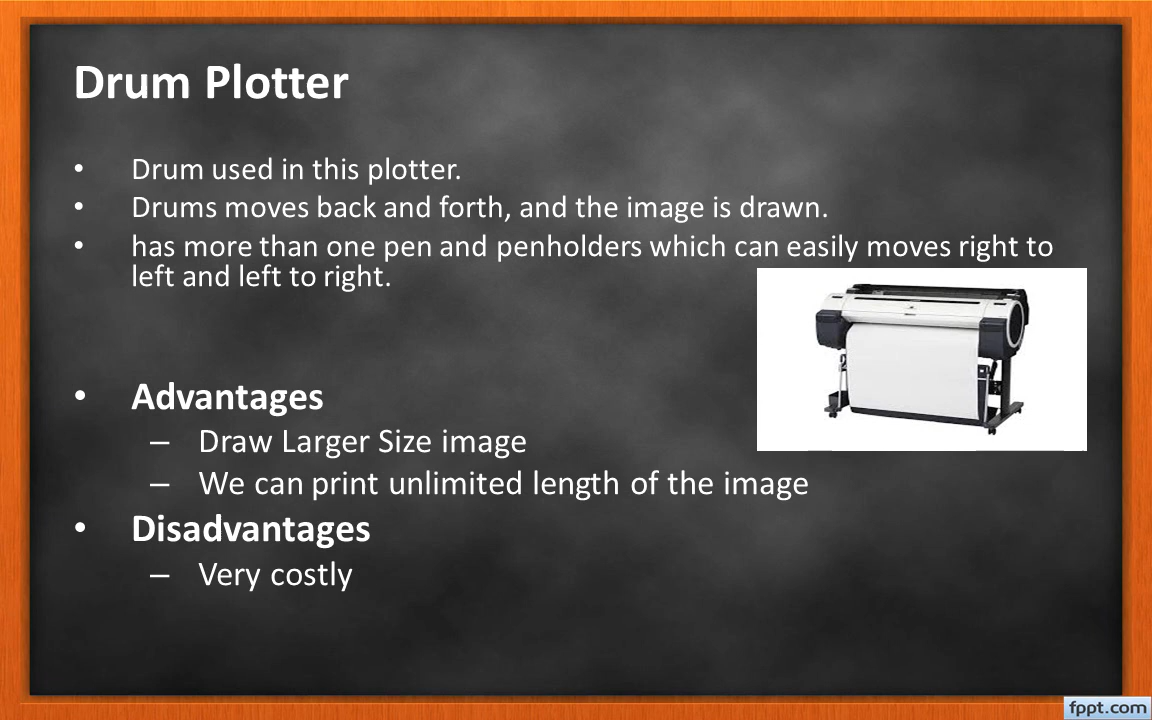 Drum Plotter
• Drum used in this plotter.
• Drums moves back and forth, and the image is drawn.
• has more than one pen and penholders which can easily moves right to
left and left to right.
• Advantages
– Draw Larger Size image
– We can print unlimited length of the image
• Disadvantages
– Very costly
fppt.com